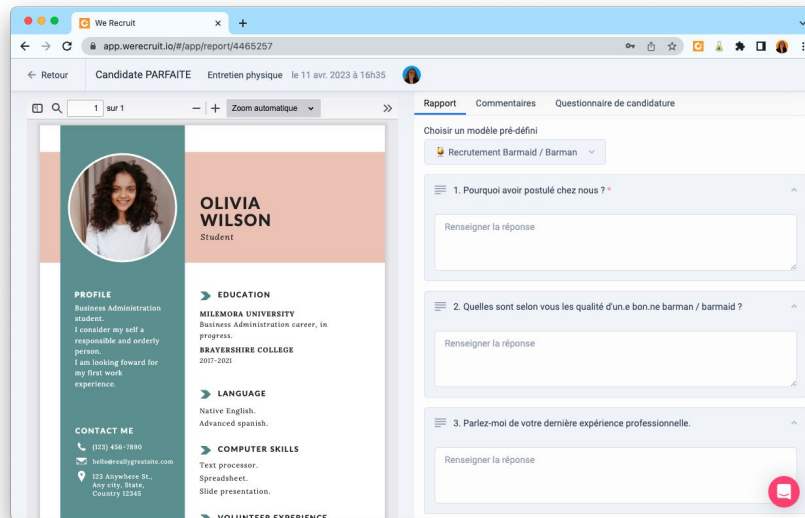 We Recruit
app.werecruit.io/#/app/report/4465257
Retour
Candidate PARFAITE
Entretien physique
le 11 avr. 2023 à 16h35
1 sur 1
Zoom automatique
OLIVIA
WILSON
Student
PROFILE
Business Administration
student.
I consider my self a
responsible and orderly
person.
I am looking foward for
my first work
experience.
CONTACT ME
(123) 456-7890
hello@reallygreatsite.com
123 Anywhere St.,
Any city, State,
Country 12345
EDUCATION
MILEMORA UNIVERSITY
Business Administration career, in
progress.
BRAYERSHIRE COLLEGE
2017-2021
LANGUAGE
Native English.
Advanced spanish.
COMPUTER SKILLS
Text processor.
Spreadsheet.
Slide presentation.
VOLUNTEER EXPERIENCE
Rapport
Commentaires
Questionnaire de candidature
Choisir un modèle pré-défini
Recrutement Barmaid / Barman
1. Pourquoi avoir postulé chez nous ? *
Renseigner la réponse
2. Quelles sont selon vous les qualité d'un.e bon.ne barman / barmaid ?
Renseigner la réponse
3. Parlez-moi de votre dernière expérience professionnelle.
Renseigner la réponse